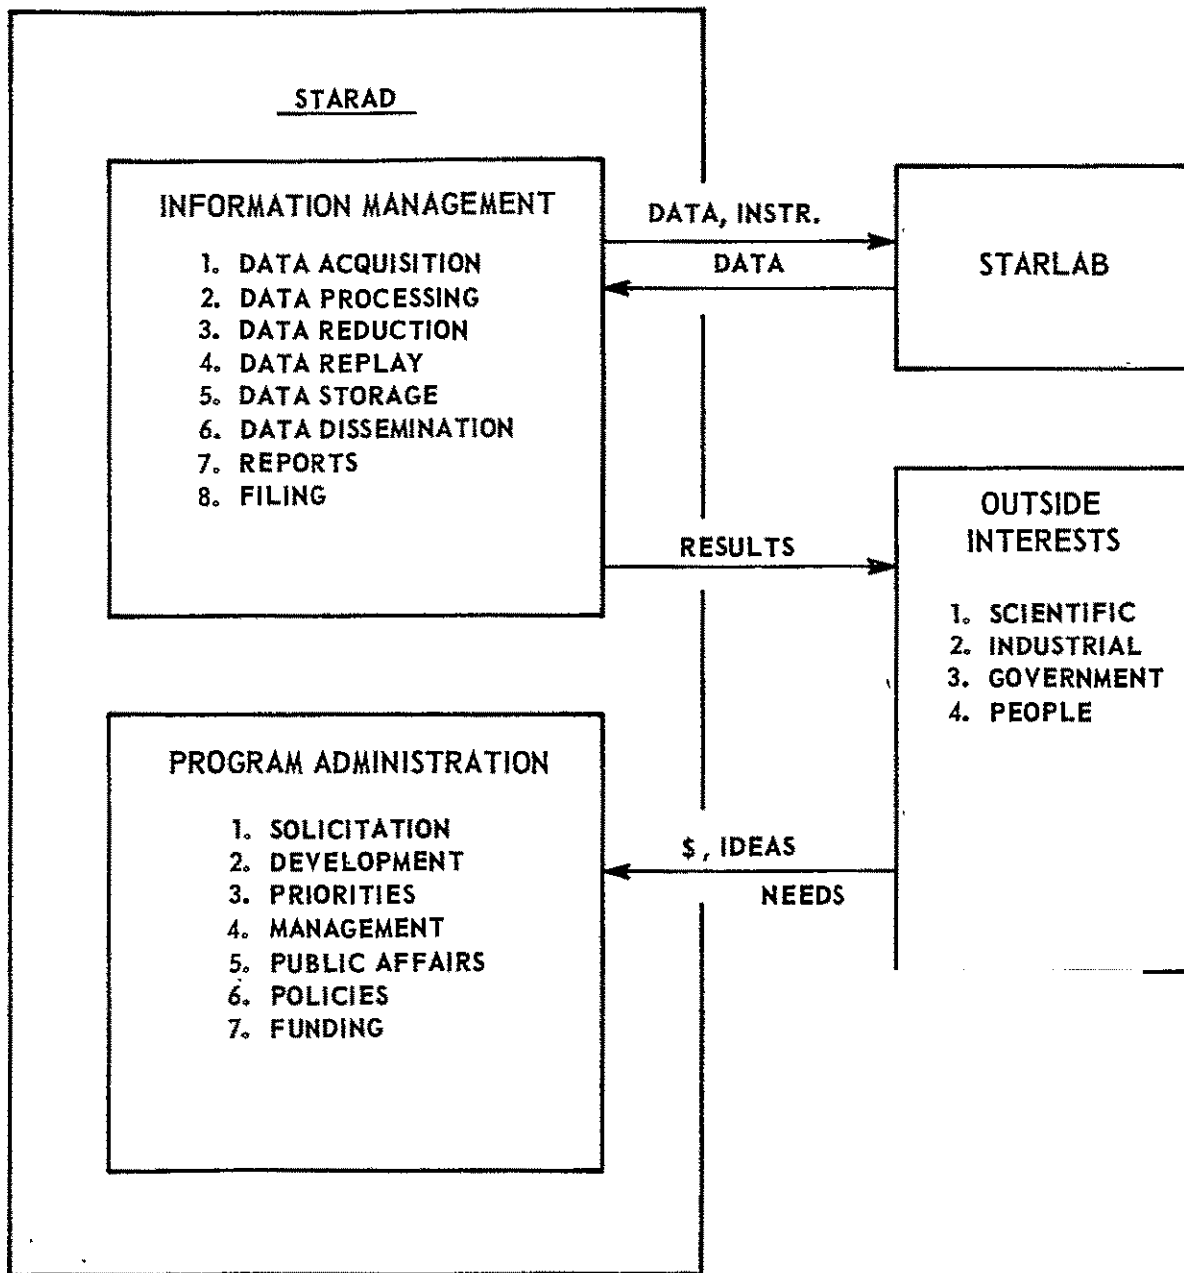 STARAD
INFORMATION MANAGEMENT
1. DATA ACQUISITION
2. DATA PROCESSING
3. DATA REDUCTION
4. DATA REPLAY
5. DATA STORAGE
6. DATA DISSEMINATION
7. REPORTS
8. FILING
DATA, INSTR.
DATA
STARLAB
RESULTS
OUTSIDE
INTERESTS
1. SCIENTIFIC
2. INDUSTRIAL
3. GOVERNMENT
4. PEOPLE
PROGRAM ADMINISTRATION
1. SOLICITATION
2. DEVELOPMENT
3. PRIORITIES
4. MANAGEMENT
5. PUBLIC AFFAIRS
6. POLICIES
7. FUNDING
$, IDEAS
NEEDS